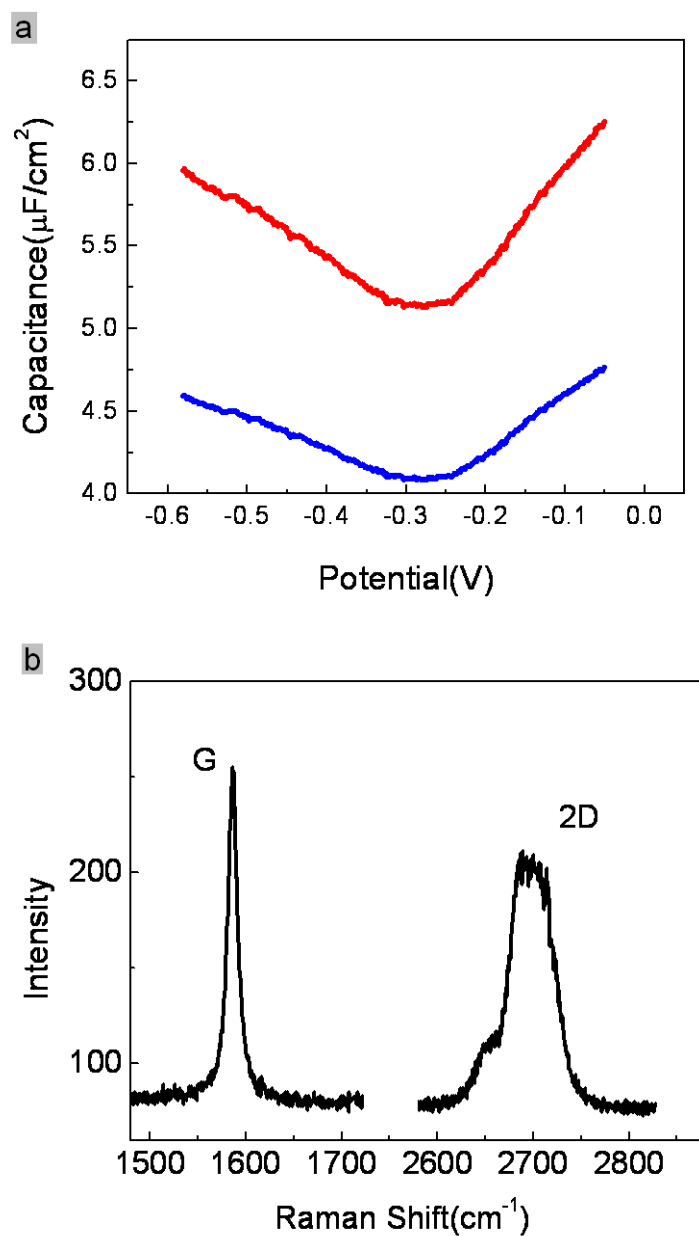 a
6.5
6.0
5.5
5.0
4.5
4.0
Capacitance(μF/cm²)
-0.6 -0.5 -0.4 -0.3 -0.2 -0.1 0.0
Potential(V)
b
300
200
100
Intensity
G
2D
1500 1600 1700 2600 2700 2800
Raman Shift(cm⁻¹)